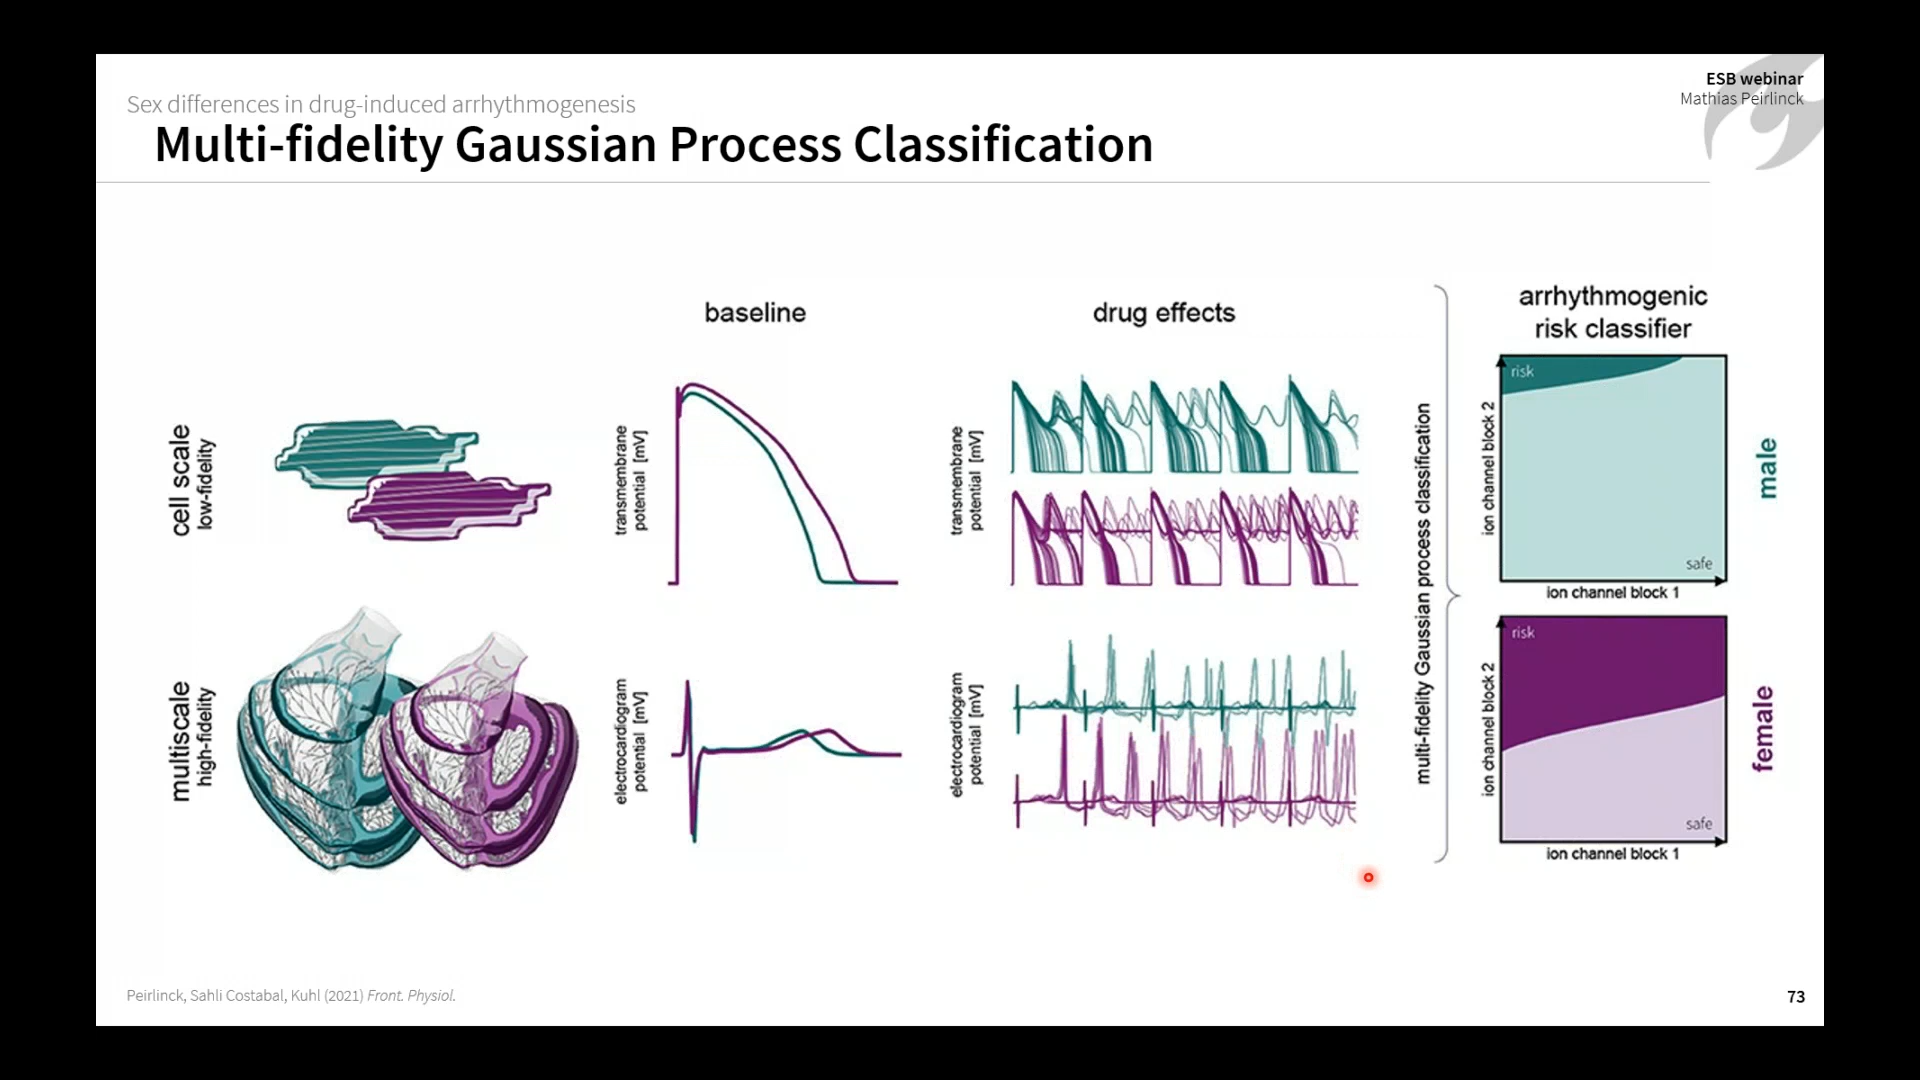 ESB webinar
Mathias Peirlinck
Sex differences in drug-induced arrhythmogenesis
Multi-fidelity Gaussian Process Classification
baseline
drug effects
arrhythmogenic
risk classifier
cell scale
low-fidelity
transmembrane
potential [mV]
transmembrane
potential [mV]
multi-fidelity Gaussian process classification
risk
ion channel block 2
safe
ion channel block 1
male
multiscale
high-fidelity
electrocardiogram
potential [mV]
electrocardiogram
potential [mV]
risk
ion channel block 2
safe
ion channel block 1
female
Peirlinck, Sahli Costabal, Kuhl (2021) Front. Physiol.
73